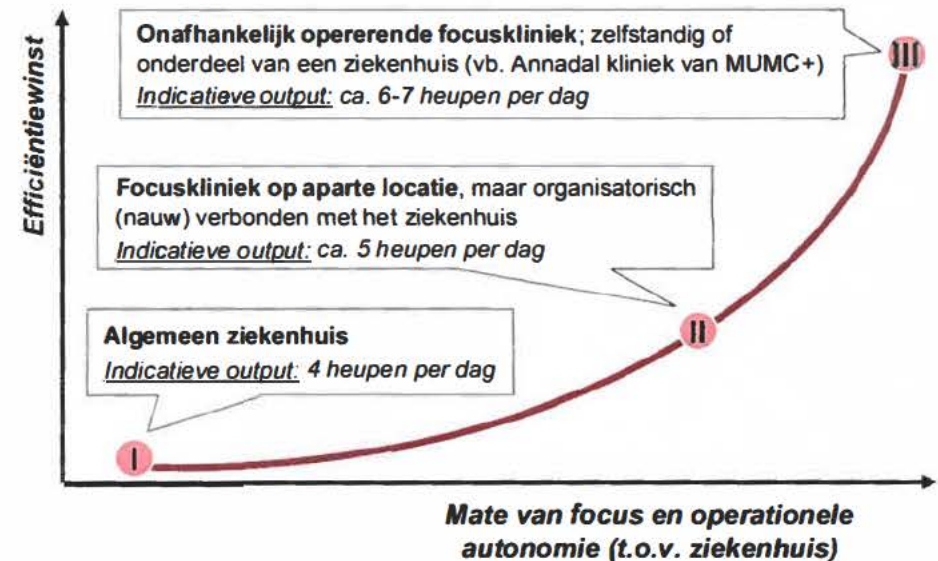 Efficiëntiewinst
Onafhankelijk opererende focuskliniek; zelfstandig of
onderdeel van een ziekenhuis (vb. Annadal kliniek van MUMC+)
Indicatieve output: ca. 6-7 heupen per dag
III
Focuskliniek op aparte locatie, maar organisatorisch
(nauw) verbonden met het ziekenhuis
Indicatieve output: ca. 5 heupen per dag
II
Algemeen ziekenhuis
Indicatieve output: 4 heupen per dag
I
Mate van focus en operationele
autonomie (t.o.v. ziekenhuis)